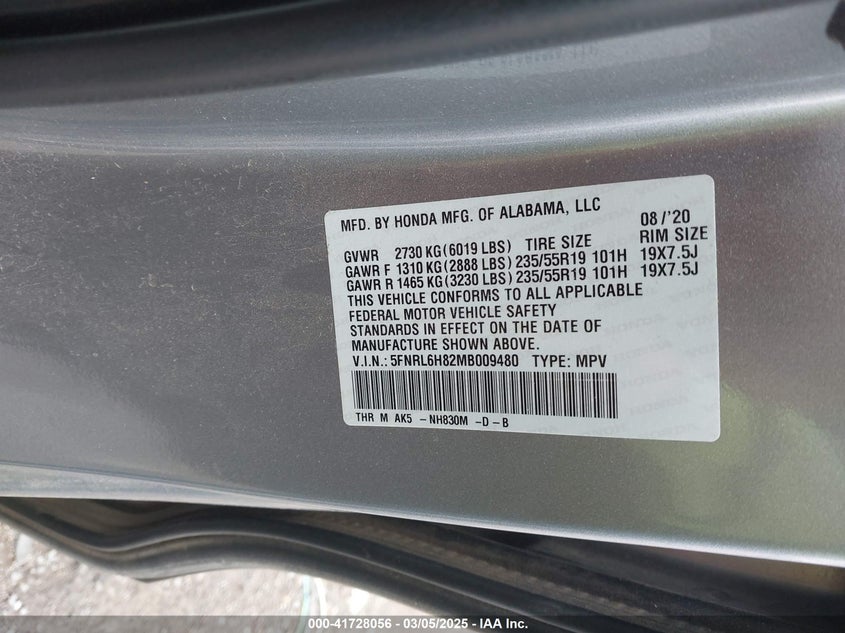 MFD. BY HONDA MFG. OF ALABAMA, LLC 08/'20
GVWR 2730 KG (6019 LBS) TIRE SIZE RIM SIZE
GAWR F 1310 KG (2888 LBS) 235/55R19 101H 19X7.5J
GAWR R 1465 KG (3230 LBS) 235/55R19 101H 19X7.5J
THIS VEHICLE CONFORMS TO ALL APPLICABLE
FEDERAL MOTOR VEHICLE SAFETY
STANDARDS IN EFFECT ON THE DATE OF
MANUFACTURE SHOWN ABOVE.
V.I.N.: 5FNRL6H82MB009480 TYPE: MPV
THR M AK5 -NH830M -D-B
000-41728056 - 03/05/2025 - IAA Inc.